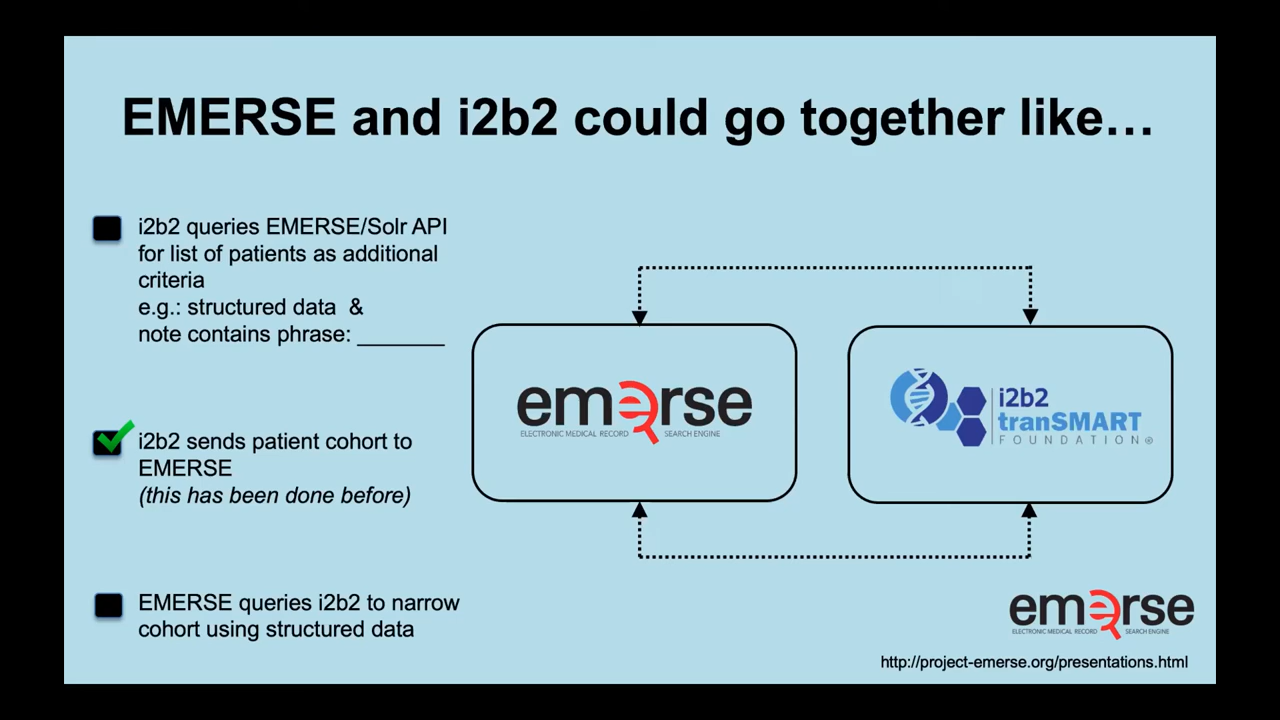 EMERSE and i2b2 could go together like…
i2b2 queries EMERSE/Solr API
for list of patients as additional
criteria
e.g.: structured data &
note contains phrase: _______
i2b2 sends patient cohort to
EMERSE
(this has been done before)
EMERSE queries i2b2 to narrow
cohort using structured data
emerse
ELECTRONIC MEDICAL RECORD SEARCH ENGINE
i2b2
tranSMART
FOUNDATION
emerse
ELECTRONIC MEDICAL RECORD SEARCH ENGINE
http://project-emerse.org/presentations.html